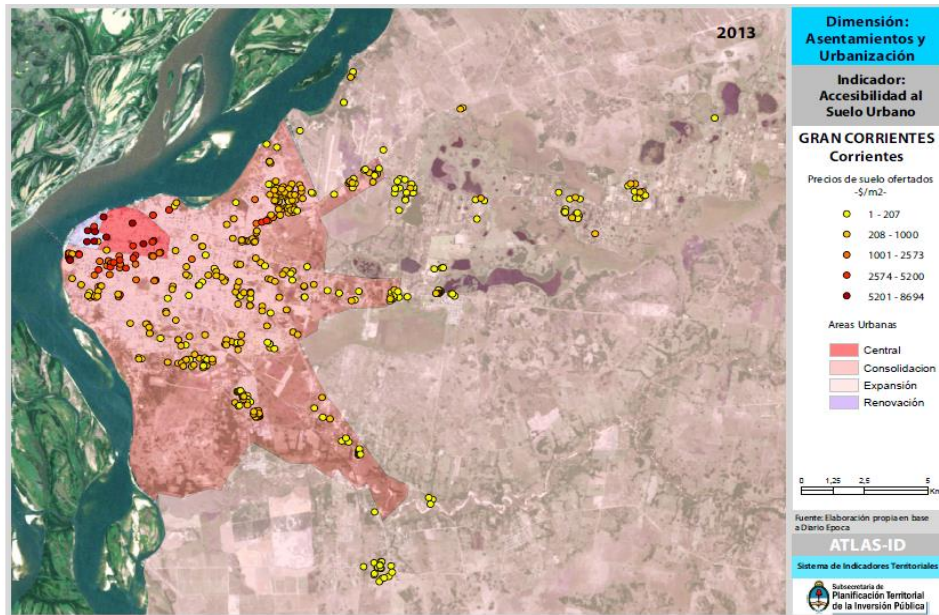 2013
Dimensión:
Asentamientos y
Urbanización
Indicador:
Accesibilidad al
Suelo Urbano
GRAN CORRIENTES
Corrientes
Precios de suelo ofertados
-$/m2-
1 - 207
208 - 1000
1001 - 2573
2574 - 5200
5201 - 8694
Areas Urbanas
Central
Consolidacion
Expansión
Renovación
0 1,25 2,5 5
Km
Fuente: Elaboración propia en base
a Diario Epoca
ATLAS-ID
Sistema de Indicadores Territoriales
Subsecretaría de
Planificación Territorial
de la Inversión Pública